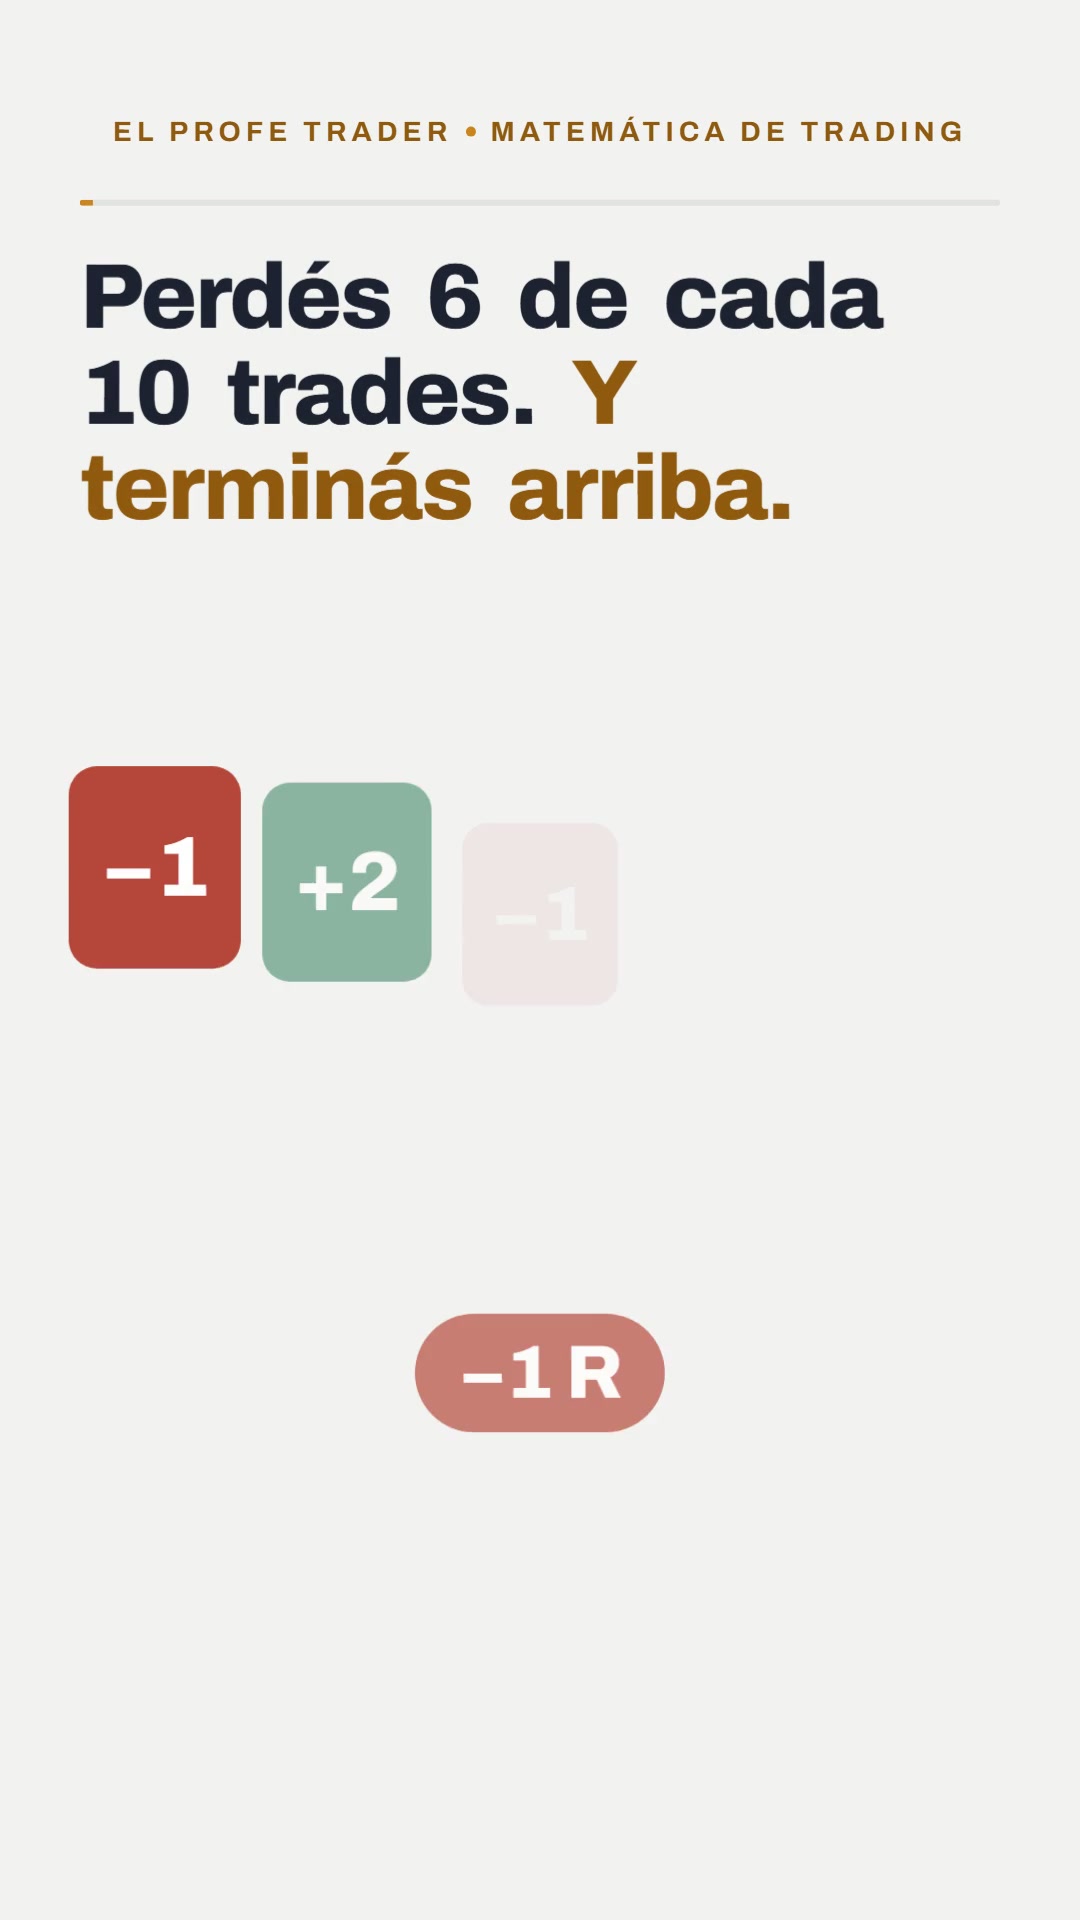 EL PROFE TRADER • MATEMÁTICA DE TRADING
Perdés 6 de cada
10 trades. Y
terminás arriba.
−1
+2
−1
−1 R